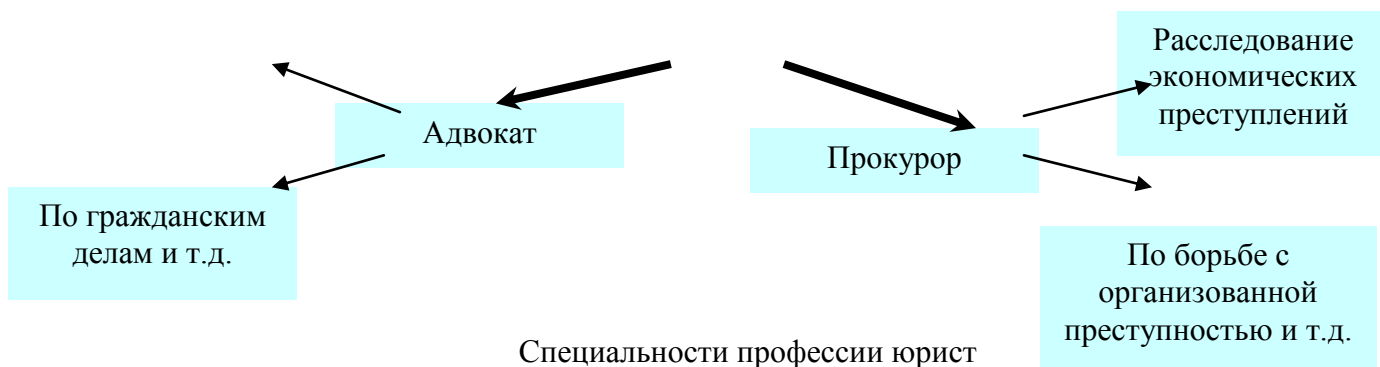 Расследование
экономических
преступлений
Адвокат
Прокурор
По гражданским
делам и т.д.
По борьбе с
организованной
преступностью и т.д.
Специальности профессии юрист